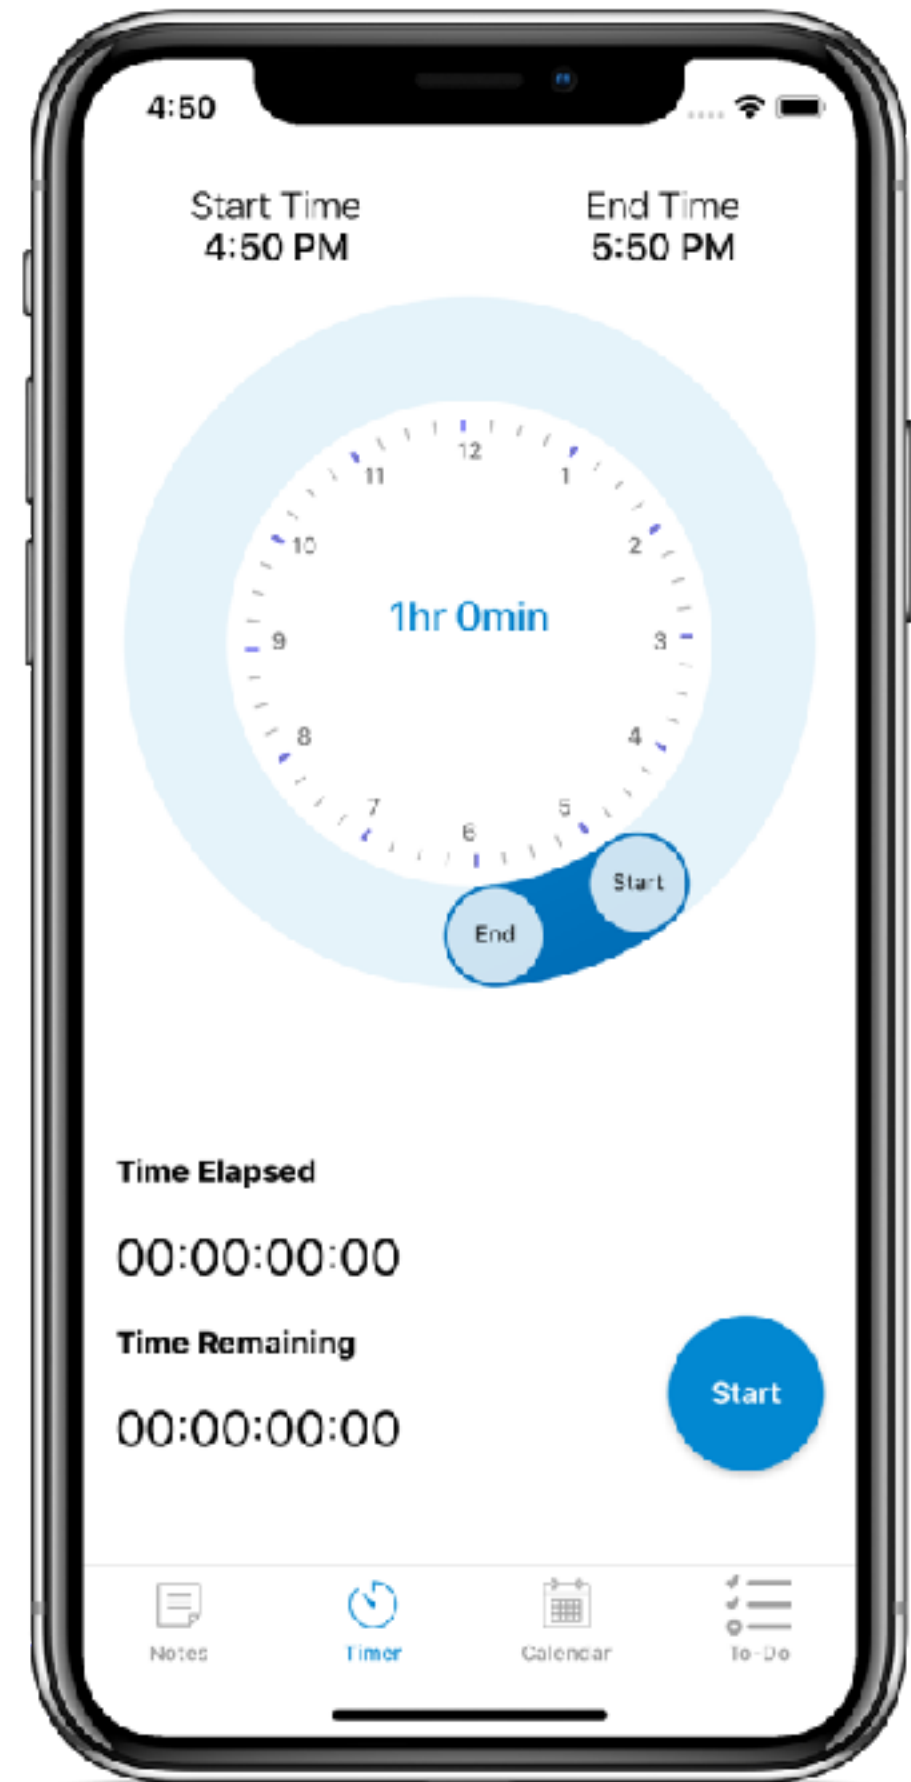 4:50
Start Time
4:50 PM
End Time
5:50 PM
12
1
2
3
4
5
6
7
8
9
10
11
1hr 0min
Start
End
Time Elapsed
00:00:00:00
Time Remaining
00:00:00:00
Start
Notes
Timer
Calendar
To-Do